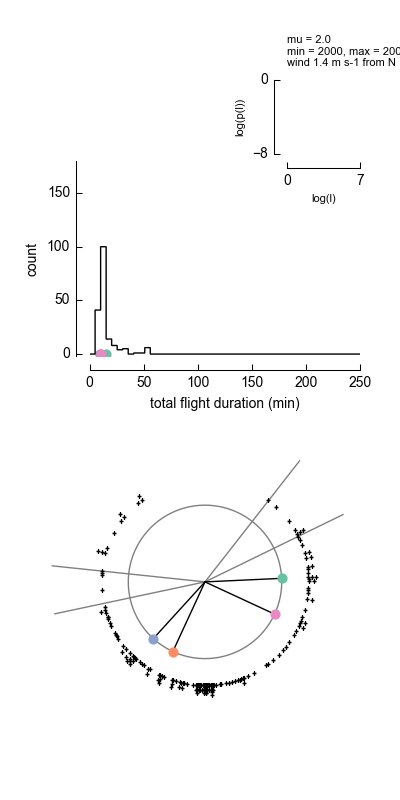 mu = 2.0
min = 2000, max = 200
wind 1.4 m s-1 from N
0
log(p(l))
−8
0 7
log(l)
150
count
100
50
0
0 50 100 150 200 250
total flight duration (min)